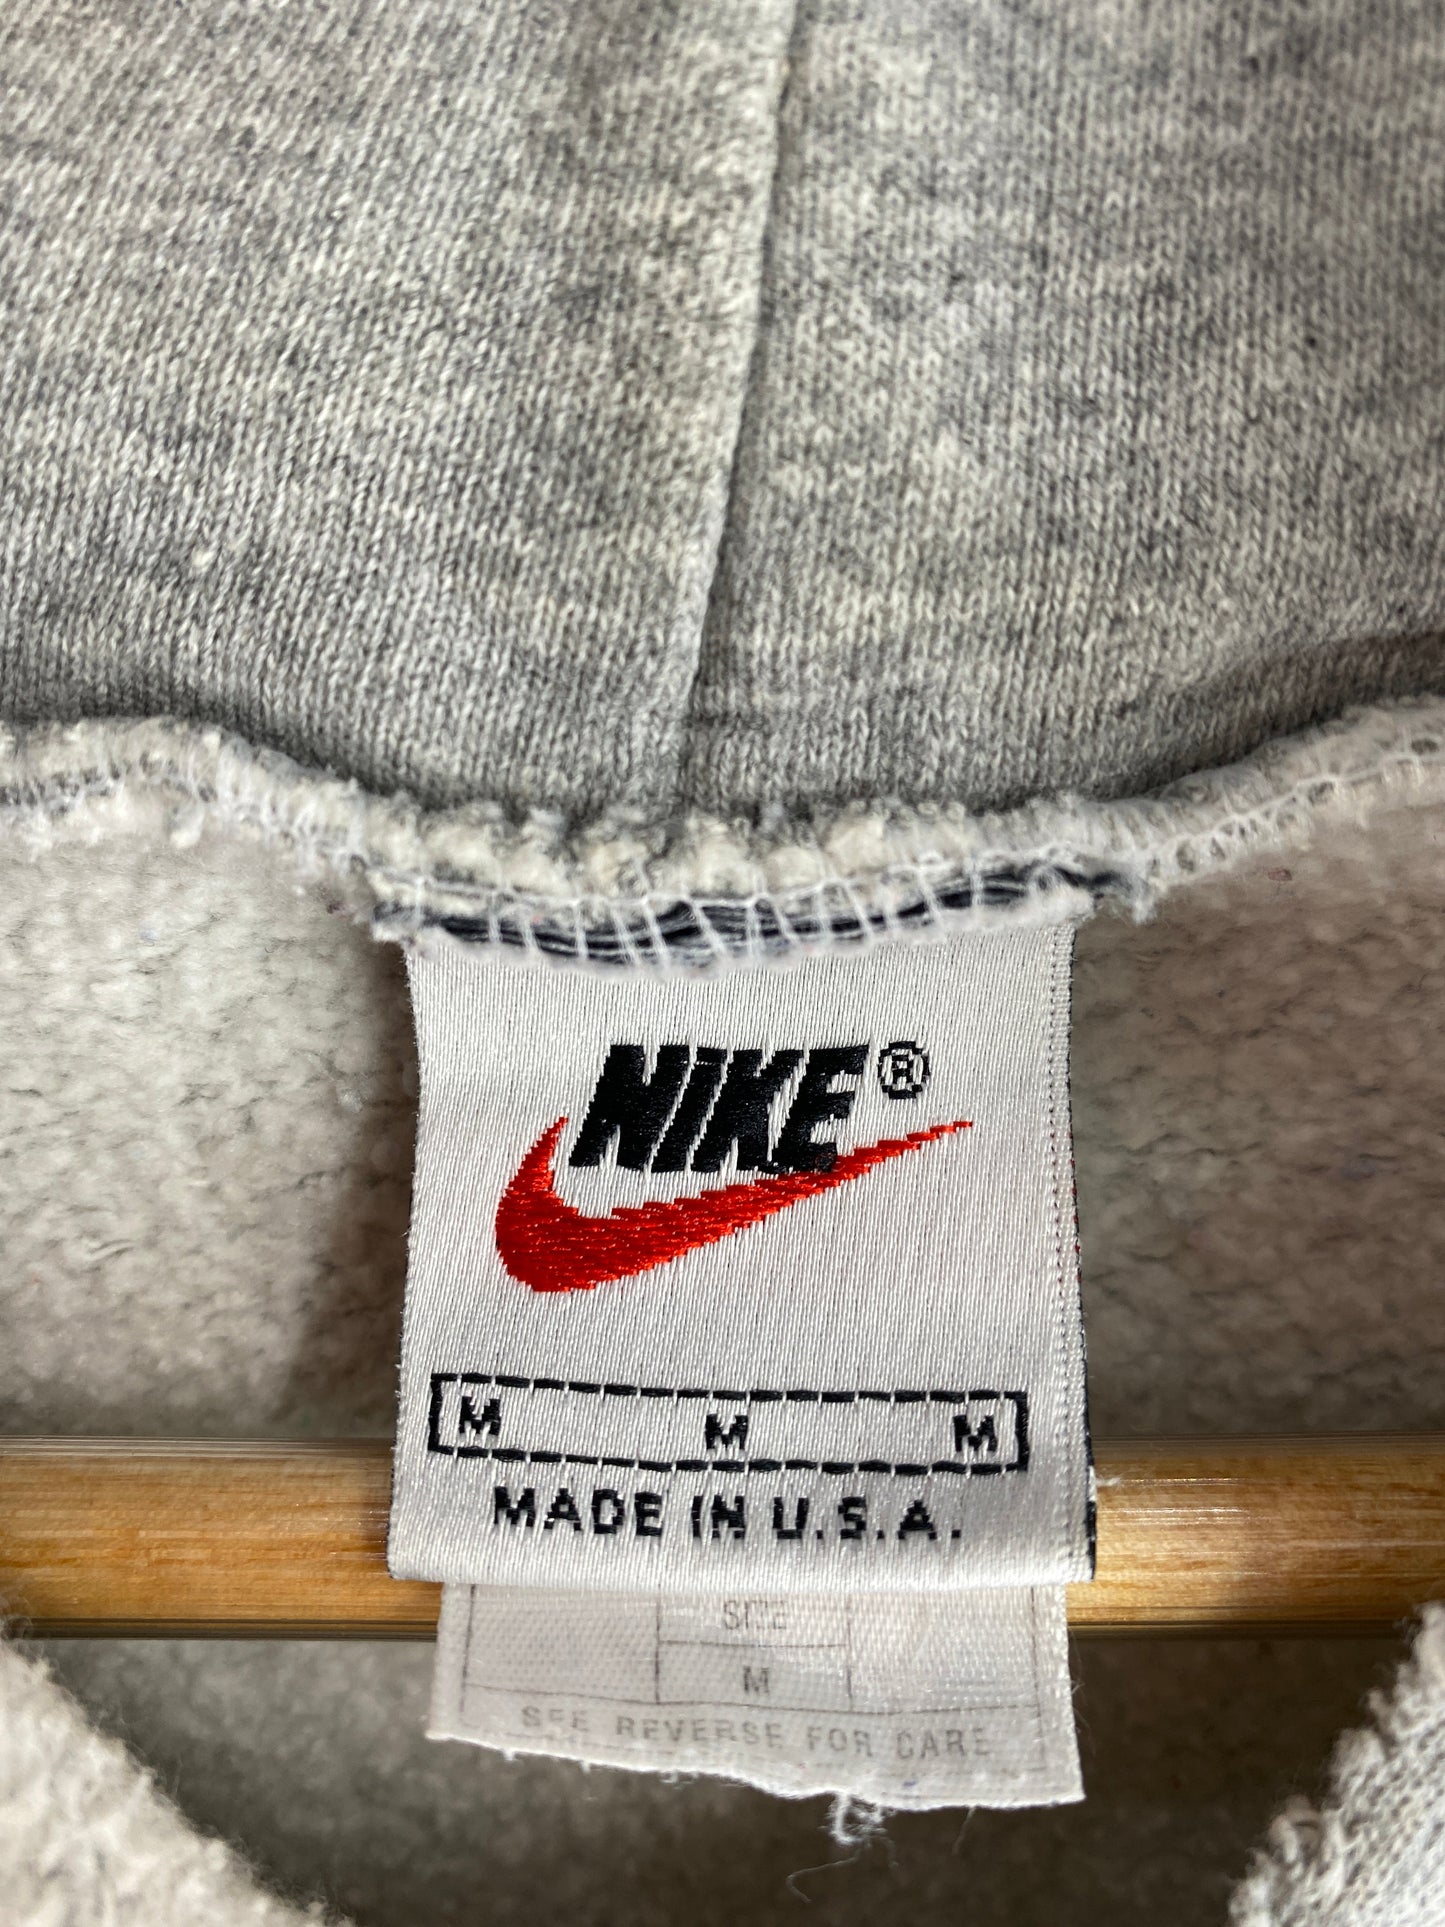 NIKE®
M M M
MADE IN U.S.A.
SIZE
M
SEE REVERSE FOR CARE